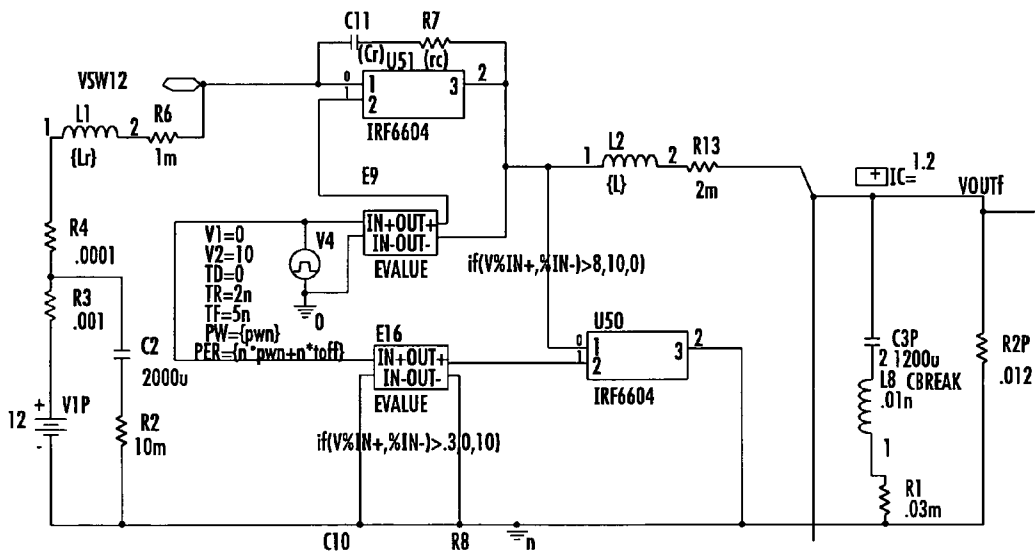 C11
R7
(Cr)
(rc)
U51
VSW12
0
1
1
2
3
2
IRF6604
L1
1
2
{Lr}
R6
1m
E9
L2
1
2
{L}
R13
2m
+
IC=
1.2
VOUTf
R4
.0001
R3
.001
V1=0
V2=10
TD=0
TR=2n
TF=5n
PW={pwn}
PER={n*pwn+n*toff}
V4
0
IN+OUT+
IN-OUT-
EVALUE
if(V%IN+,%IN-)>8,10,0)
C2
2000u
E16
IN+OUT+
IN-OUT-
EVALUE
if(V%IN+,%IN-)>.3,0,10)
U50
0
1
1
2
3
2
IRF6604
C3P
2
1200u
L8
CBREAK
.01n
1
R2P
.012
12
+
-
V1P
R2
10m
R1
.03m
C10
R8
n